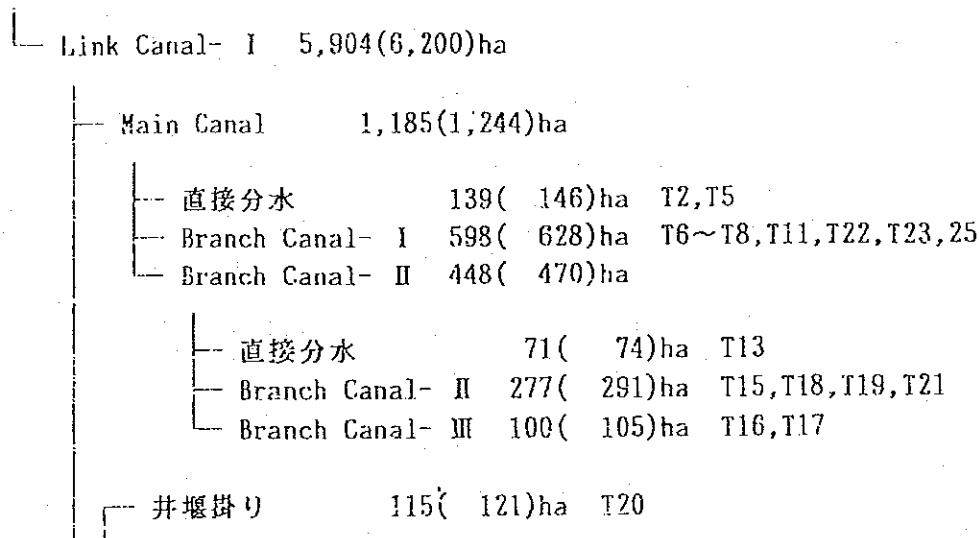 Link Canal- I 5,904(6,200)ha
Main Canal 1,185(1,244)ha
直接分水 139( 146)ha T2,T5
Branch Canal- I 598( 628)ha T6~T8,T11,T22,T23,25
Branch Canal- II 448( 470)ha
直接分水 71( 74)ha T13
Branch Canal- II 277( 291)ha T15,T18,T19,T21
Branch Canal- III 100( 105)ha T16,T17
井堰掛り 115( 121)ha T20